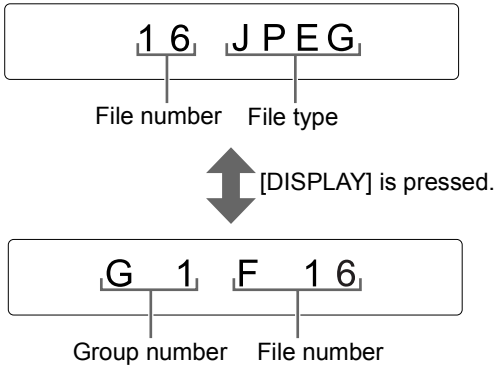 16 JPEG
File number File type
[DISPLAY] is pressed.
G 1 F 16
Group number File number